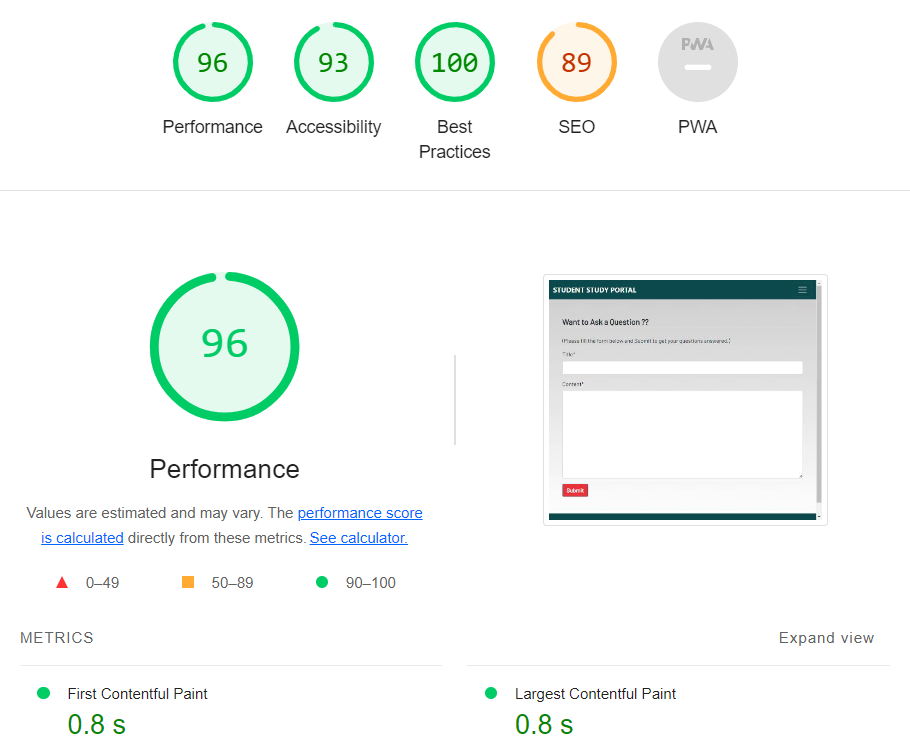 96
93
100
89
PWA
Performance
Accessibility
Best
Practices
SEO
PWA
96
Performance
Values are estimated and may vary. The performance score
is calculated directly from these metrics. See calculator.
0–49
50–89
90–100
STUDENT STUDY PORTAL
Want to Ask a Question ??
(Please fill the form below and Submit to get your questions answered.)
Title*
Content*
Submit
METRICS
Expand view
First Contentful Paint
0.8 s
Largest Contentful Paint
0.8 s